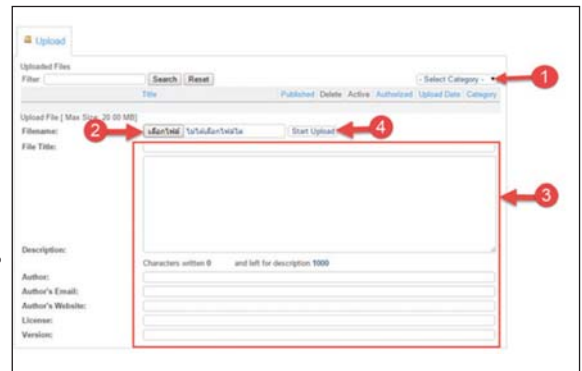 Upload
Uploaded Files
Filter Search Reset - Select Category - 1
Title Published Delete Active Authorized Upload Date Category
Upload File [ Max Size, 20.00 MB]
Filename: 2 เลือกไฟล์ ไม่ได้เลือกไฟล์ใด Start Upload 4
File Title:
3
Description:
Characters written 0 and left for description 1000
Author:
Author's Email:
Author's Website:
License:
Version: